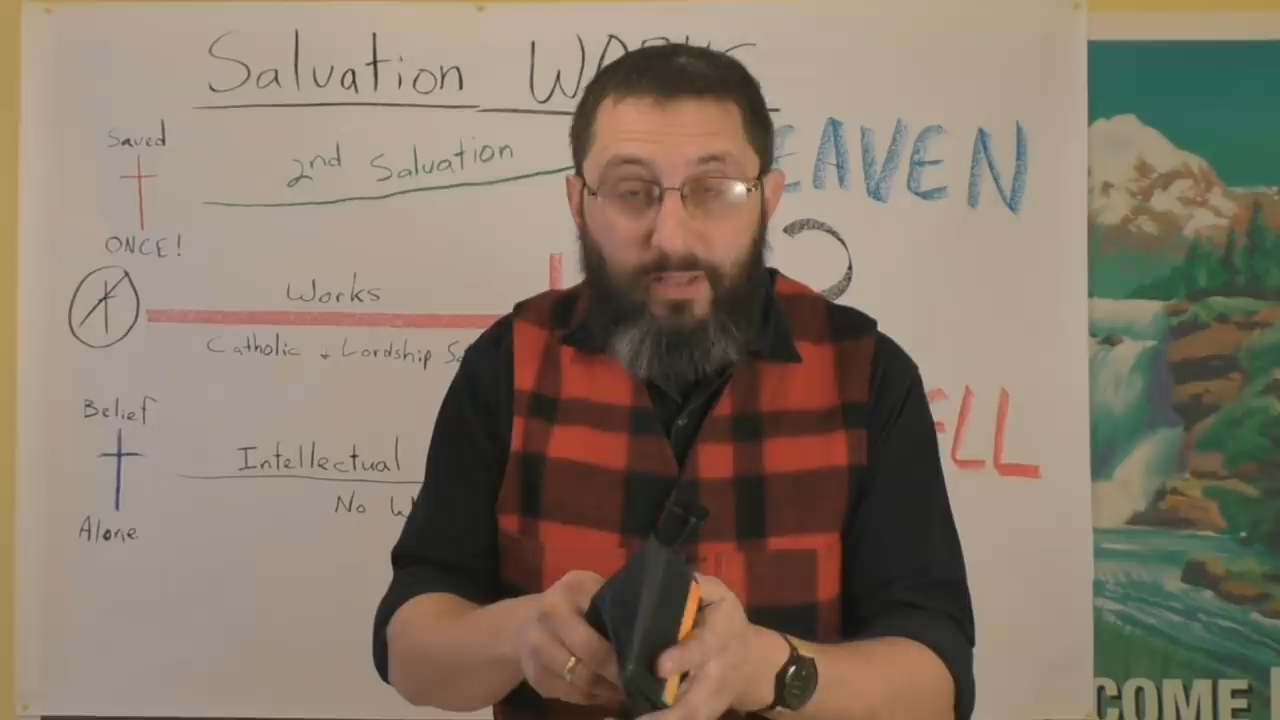 Salvation
2nd Salvation
EAVEN
Saved
ONCE!
Works
Catholic + Lordship
Belief
Alone
Intellectual
No
ELL
COME